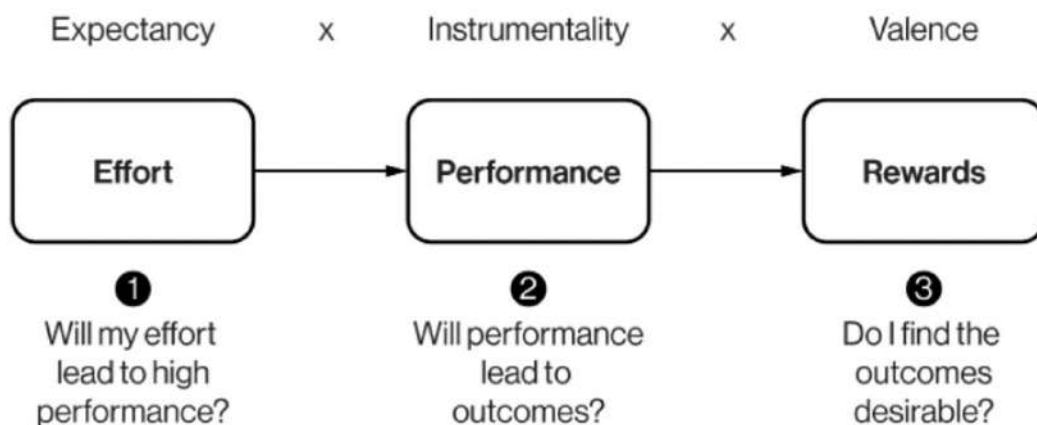 Expectancy x Instrumentality x Valence
Effort Performance Rewards
1 2 3
Will my effort
lead to high
performance?
Will performance
lead to
outcomes?
Do I find the
outcomes
desirable?